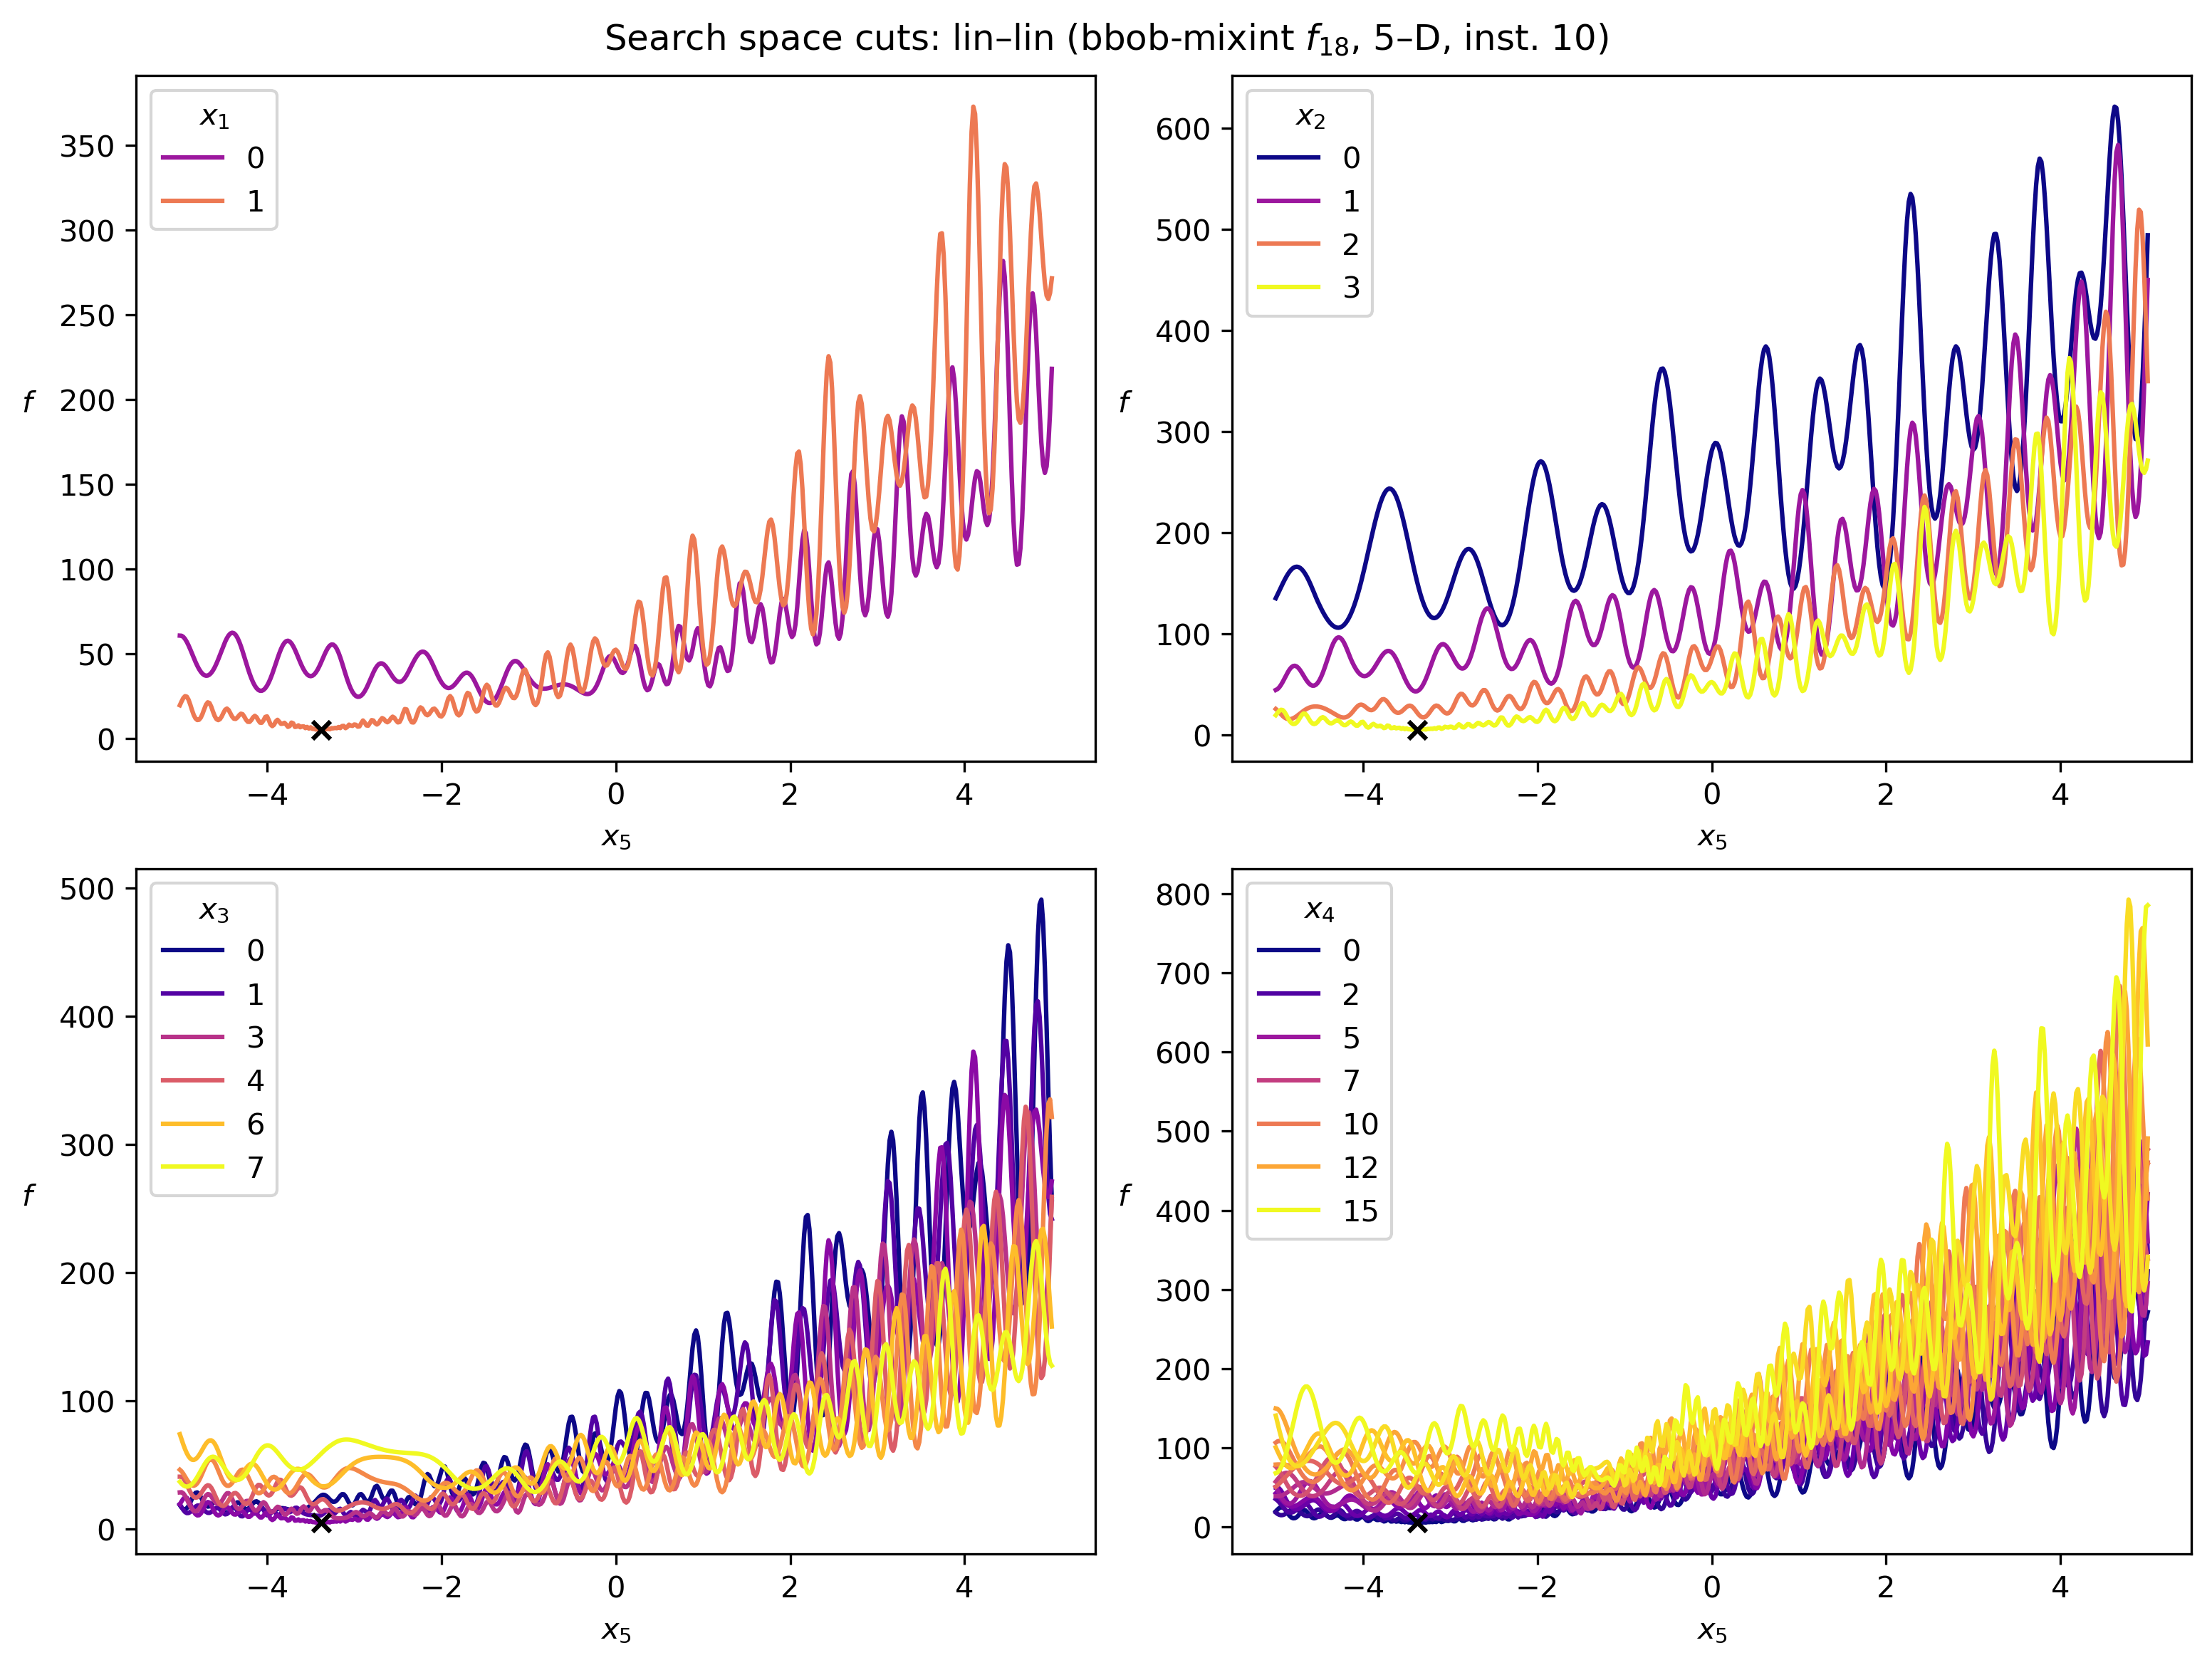 Search space cuts: lin–lin (bbob-mixint f18, 5–D, inst. 10)
x1
0
1
350
300
250
200
150
100
50
0
f
−4 −2 0 2 4
x5
x2
0
1
2
3
600
500
400
300
200
100
0
f
−4 −2 0 2 4
x5
x3
0
1
3
4
6
7
500
400
300
200
100
0
f
−4 −2 0 2 4
x5
x4
0
2
5
7
10
12
15
800
700
600
500
400
300
200
100
0
f
−4 −2 0 2 4
x5